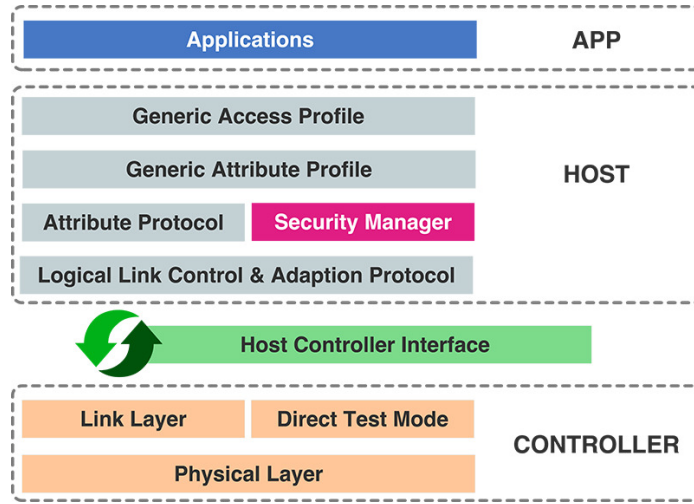 Applications
APP
Generic Access Profile
Generic Attribute Profile
HOST
Attribute Protocol
Security Manager
Logical Link Control & Adaption Protocol
Host Controller Interface
Link Layer
Direct Test Mode
CONTROLLER
Physical Layer